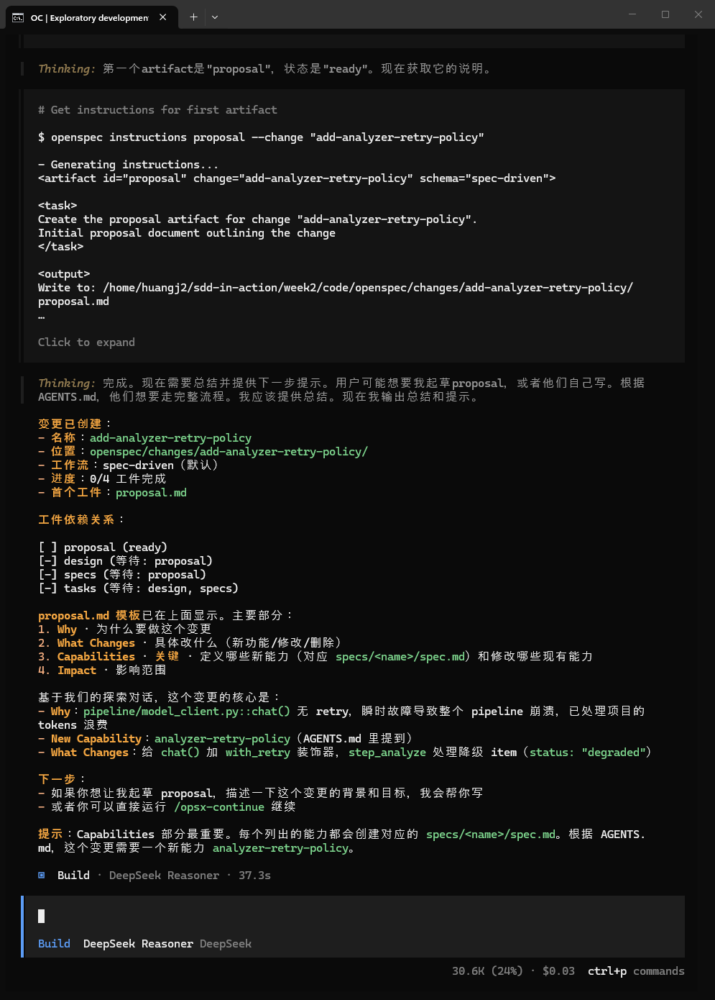 OC | Exploratory developmen
Thinking: 第一个artifact是"proposal"，状态是"ready"。现在获取它的说明。
# Get instructions for first artifact
$ openspec instructions proposal --change "add-analyzer-retry-policy"
- Generating instructions...
<artifact id="proposal" change="add-analyzer-retry-policy" schema="spec-driven">
<task>
Create the proposal artifact for change "add-analyzer-retry-policy".
Initial proposal document outlining the change
</task>
<output>
Write to: /home/huangj2/sdd-in-action/week2/code/openspec/changes/add-analyzer-retry-policy/
proposal.md
…
Click to expand
Thinking: 完成。现在需要总结并提供下一步提示。用户可能想要我起草proposal，或者他们自己写。根据
AGENTS.md，他们想要走完整流程。我应该提供总结。现在我输出总结和提示。
变更已创建：
- 名称：add-analyzer-retry-policy
- 位置：openspec/changes/add-analyzer-retry-policy/
- 工作流：spec-driven（默认）
- 进度：0/4 工件完成
- 首个工件：proposal.md
工件依赖关系：
[ ] proposal (ready)
[-] design (等待: proposal)
[-] specs (等待: proposal)
[-] tasks (等待: design, specs)
proposal.md 模板已在上面显示。主要部分：
1. Why · 为什么要做这个变更
2. What Changes · 具体改什么（新功能/修改/删除）
3. Capabilities · 关键 · 定义哪些新能力（对应 specs/<name>/spec.md）和修改哪些现有能力
4. Impact · 影响范围
基于我们的探索对话，这个变更的核心是：
- Why：pipeline/model_client.py::chat() 无 retry，瞬时故障导致整个 pipeline 崩溃，已处理项目的
tokens 浪费
- New Capability：analyzer-retry-policy（AGENTS.md 里提到）
- What Changes：给 chat() 加 with_retry 装饰器，step_analyze 处理降级 item（status: "degraded"）
下一步：
- 如果你想让我起草 proposal，描述一下这个变更的背景和目标，我会帮你写
- 或者你可以直接运行 /opsx-continue 继续
提示：Capabilities 部分最重要。每个列出的能力都会创建对应的 specs/<name>/spec.md。根据 AGENTS.
md，这个变更需要一个新能力 analyzer-retry-policy。
Build · DeepSeek Reasoner · 37.3s
Build DeepSeek Reasoner DeepSeek
30.6K (24%) · $0.03 ctrl+p commands